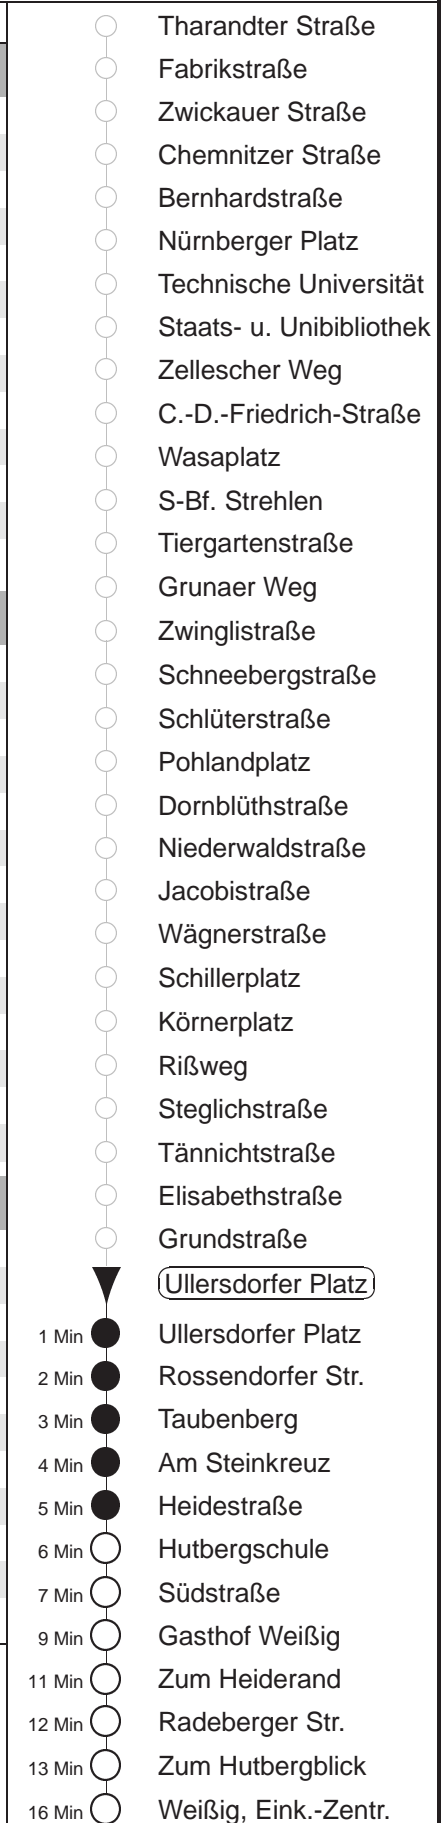 Tharandter Straße
Fabrikstraße
Zwickauer Straße
Chemnitzer Straße
Bernhardstraße
Nürnberger Platz
Technische Universität
Staats- u. Unibibliothek
Zellescher Weg
C.-D.-Friedrich-Straße
Wasaplatz
S-Bf. Strehlen
Tiergartenstraße
Grunaer Weg
Zwinglistraße
Schneebergstraße
Schlüterstraße
Pohlandplatz
Dornblüthstraße
Niederwaldstraße
Jacobistraße
Wägnerstraße
Schillerplatz
Körnerplatz
Rißweg
Steglichstraße
Tännichtstraße
Elisabethstraße
Grundstraße
Ullersdorfer Platz
1 Min Ullersdorfer Platz
2 Min Rossendorfer Str.
3 Min Taubenberg
4 Min Am Steinkreuz
5 Min Heidestraße
6 Min Hutbergschule
7 Min Südstraße
9 Min Gasthof Weißig
11 Min Zum Heiderand
12 Min Radeberger Str.
13 Min Zum Hutbergblick
16 Min Weißig, Eink.-Zentr.